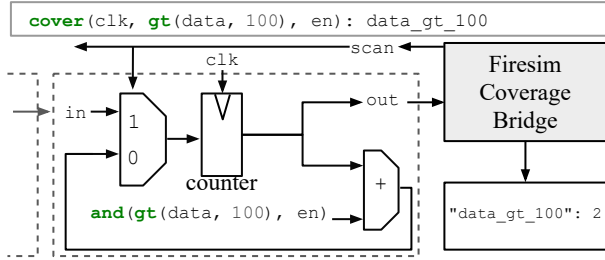 cover(clk, gt(data, 100), en): data_gt_100
scan
clk
Firesim
Coverage
Bridge
in
1
0
out
counter
+
and(gt(data, 100), en)
"data_gt_100": 2